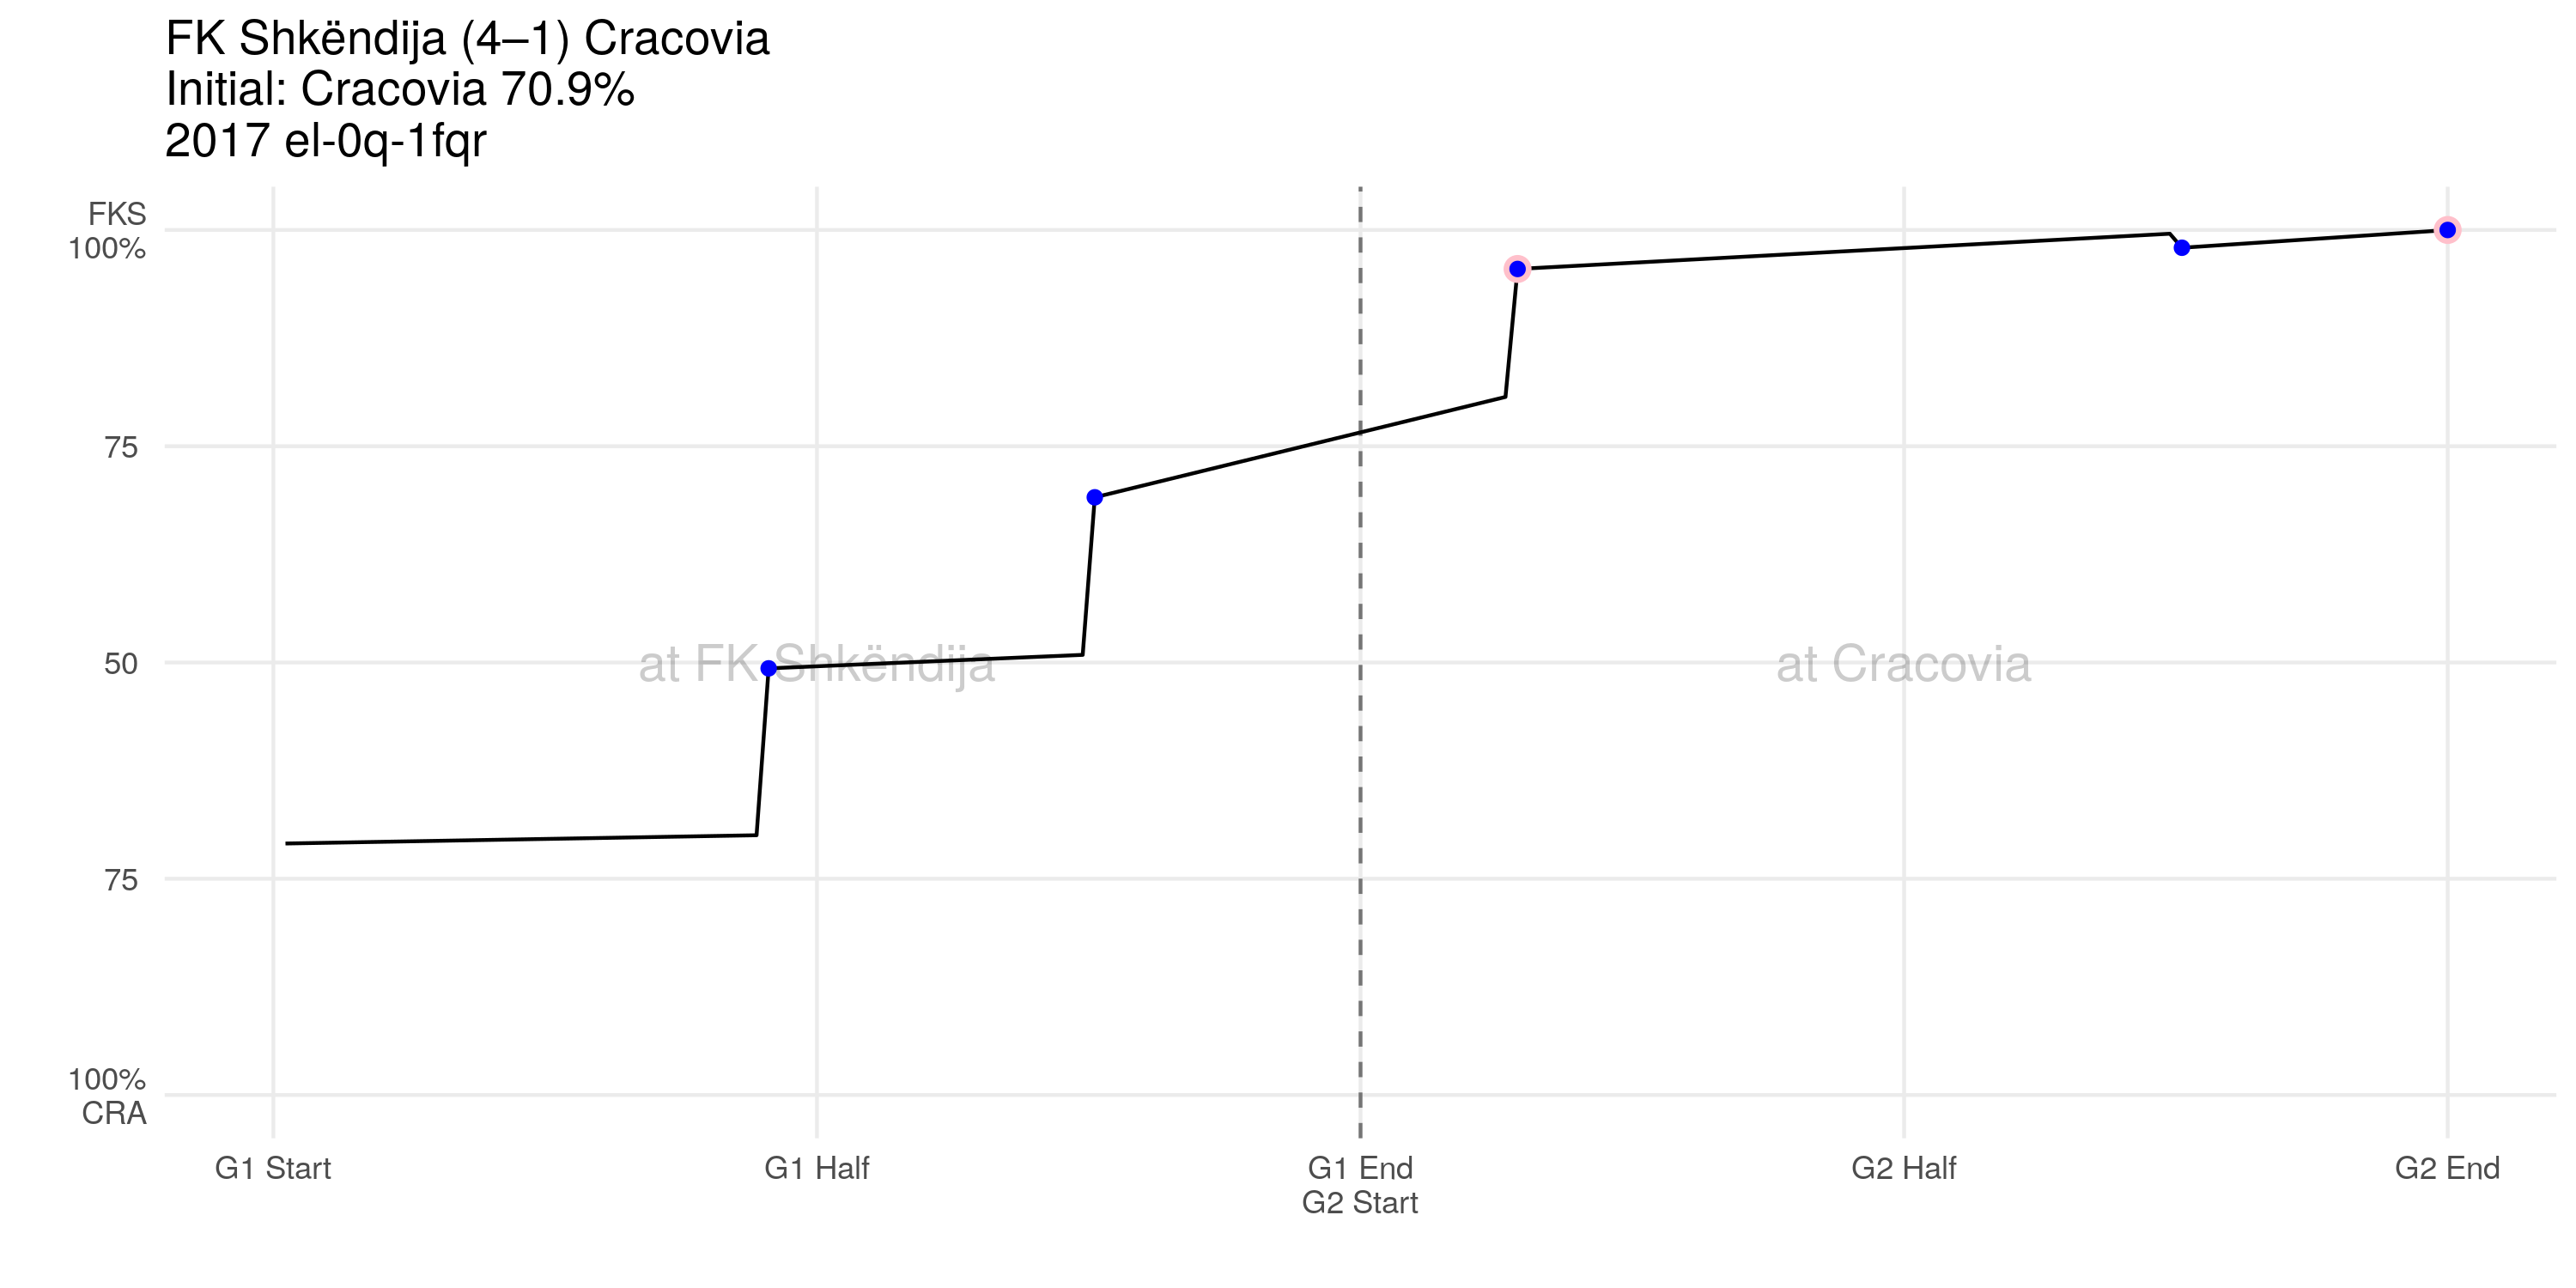 FK Shkëndija (4–1) Cracovia
Initial: Cracovia 70.9%
2017 el-0q-1fqr
FKS
100%
75
50
75
100%
CRA
at FK Shkëndija
at Cracovia
G1 Start
G1 Half
G1 End
G2 Start
G2 Half
G2 End